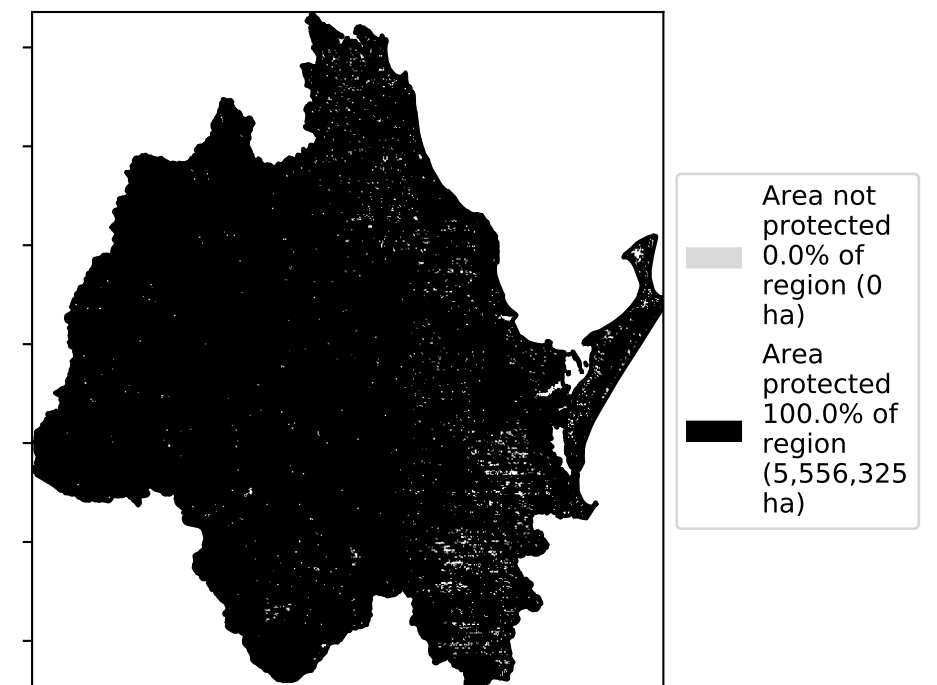 Area not
protected
0.0% of
region (0
ha)
Area
protected
100.0% of
region
(5,556,325
ha)